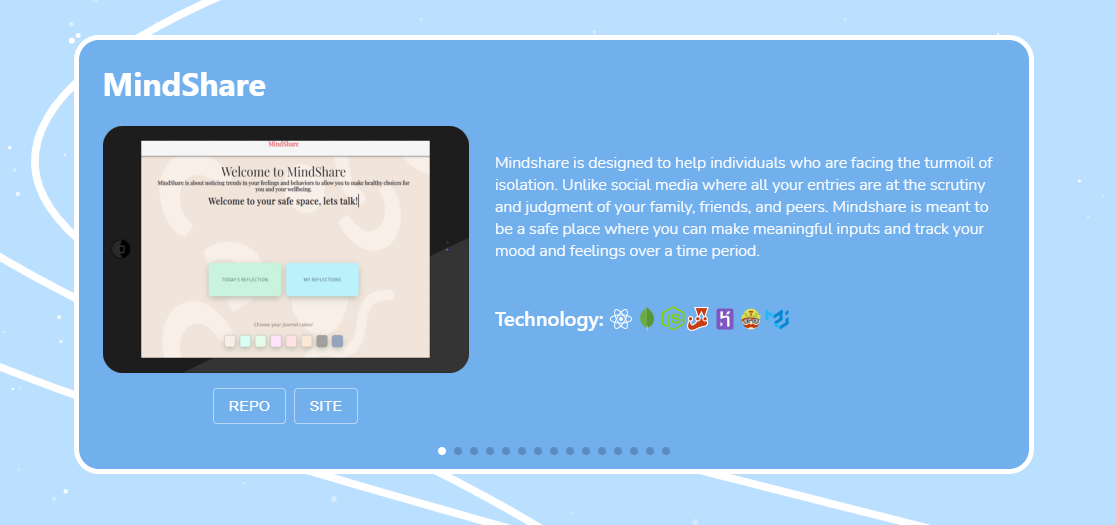 MindShare
MindShare
Welcome to MindShare
MindShare is about noticing trends in your feelings and behaviors to allow you to make healthy choices for
you and your wellbeing.
Welcome to your safe space, lets talk!
TODAY'S REFLECTION
MY REFLECTIONS
Choose your journal colour
Mindshare is designed to help individuals who are facing the turmoil of
isolation. Unlike social media where all your entries are at the scrutiny
and judgment of your family, friends, and peers. Mindshare is meant to
be a safe place where you can make meaningful inputs and track your
mood and feelings over a time period.
Technology:
REPO
SITE